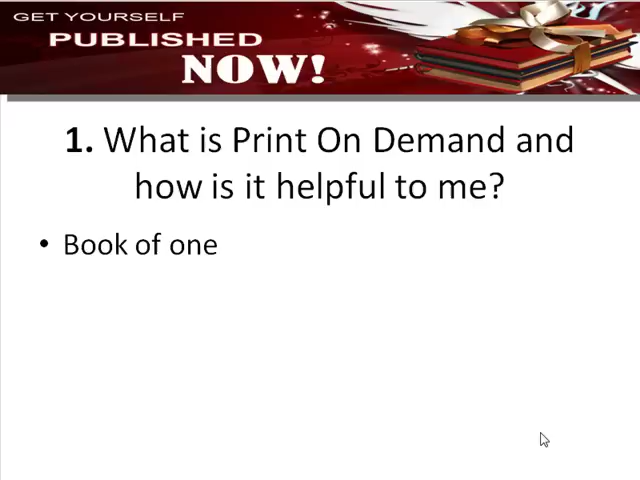 GET YOURSELF
PUBLISHED
NOW!
1. What is Print On Demand and
how is it helpful to me?
• Book of one